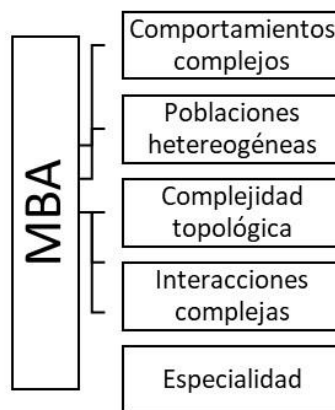 MBA
Comportamientos
complejos
Poblaciones
hetereogéneas
Complejidad
topológica
Interacciones
complejas
Especialidad